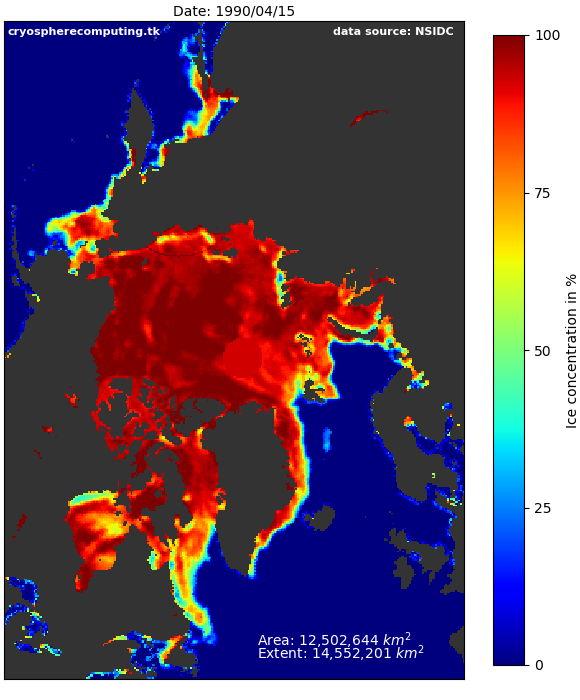 Date: 1990/04/15
cryospherecomputing.tk data source: NSIDC
100
75
50
25
0
Ice concentration in %
Area: 12,502,644 km²
Extent: 14,552,201 km²